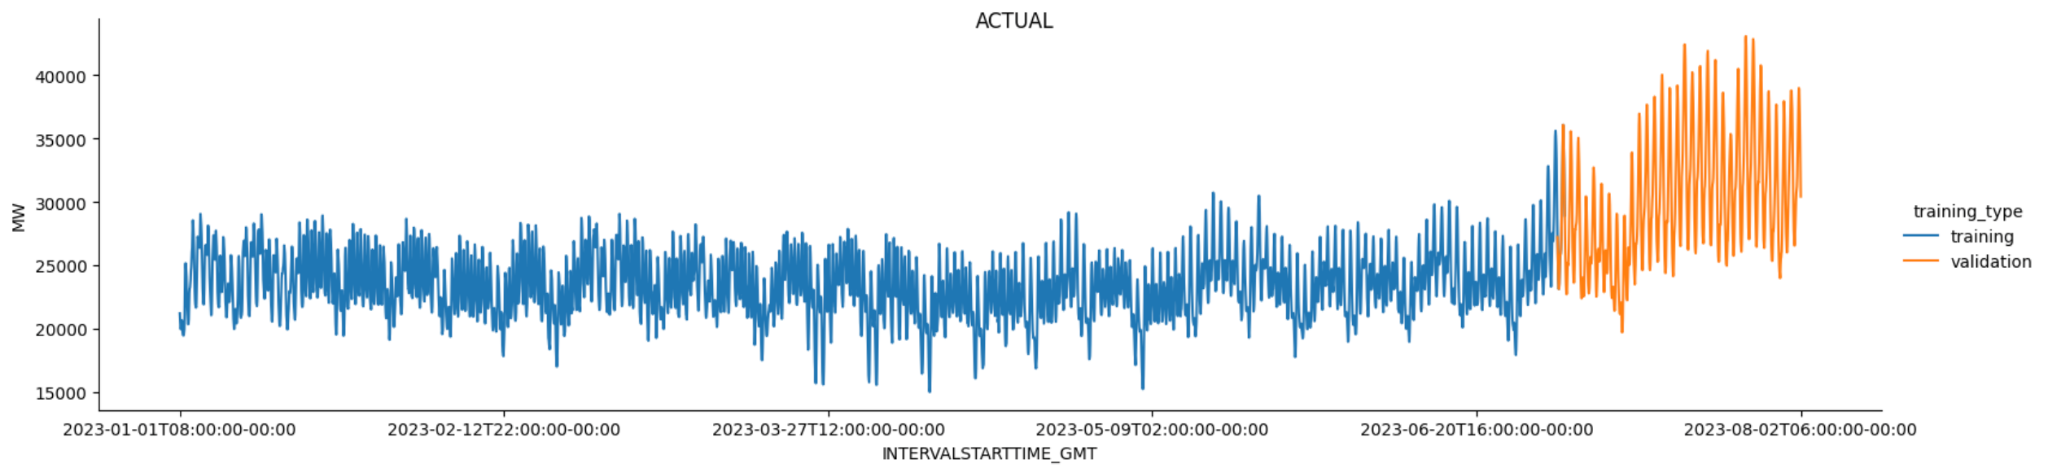 ACTUAL
MW
40000
35000
30000
25000
20000
15000
2023-01-01T08:00:00-00:00
2023-02-12T22:00:00-00:00
2023-03-27T12:00:00-00:00
2023-05-09T02:00:00-00:00
2023-06-20T16:00:00-00:00
2023-08-02T06:00:00-00:00
INTERVALSTARTTIME_GMT
training_type
training
validation